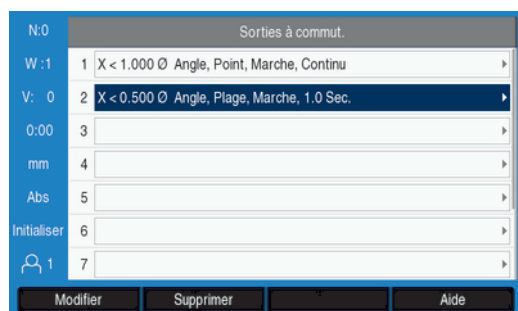 N:0
Sorties à commut.
W :1
1 X < 1.000 Ø Angle, Point, Marche, Continu
V: 0
2 X < 0.500 Ø Angle, Plage, Marche, 1.0 Sec.
0:00
3
mm
4
Abs
5
Initialiser
6
1
7
Modifier Supprimer Aide